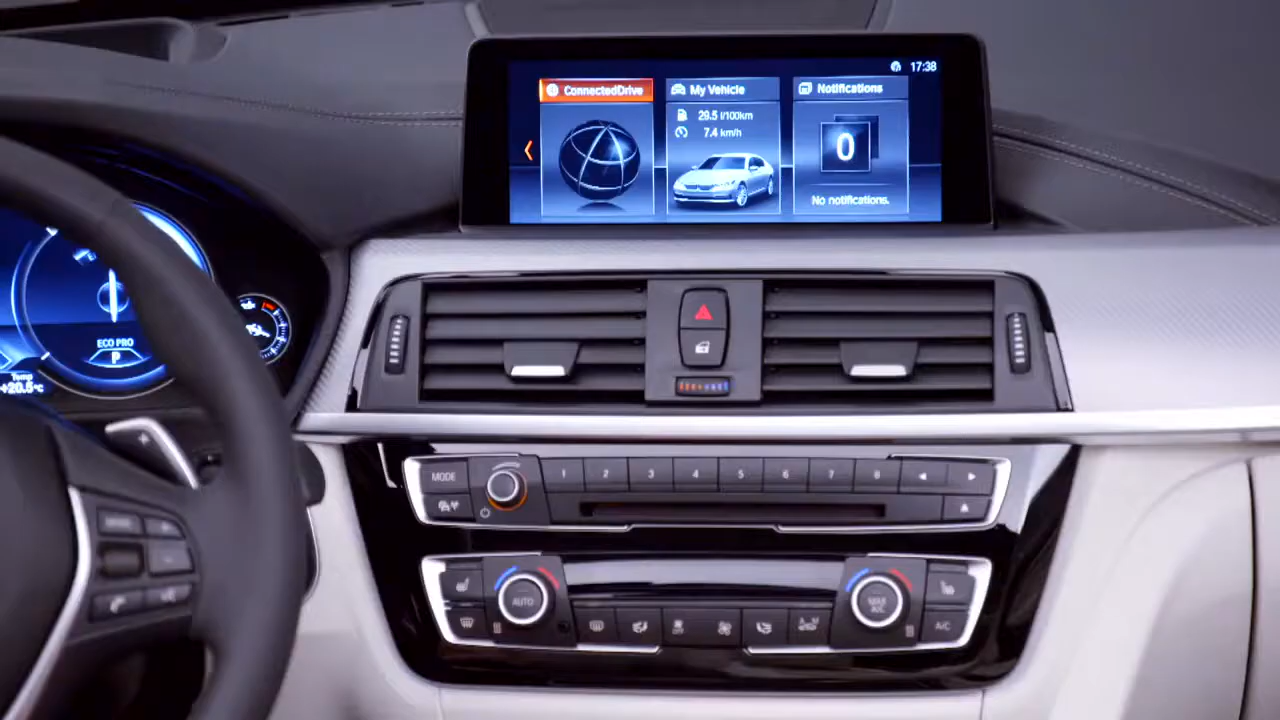 17:38
ConnectedDrive
My Vehicle
Notifications
29.5 l/100km
7.4 km/h
0
No notifications.
ECO PRO
P
Temp
+20.5°C
MODE
1 2 3 4 5 6 7 8
AUTO
MAX A/C
A/C